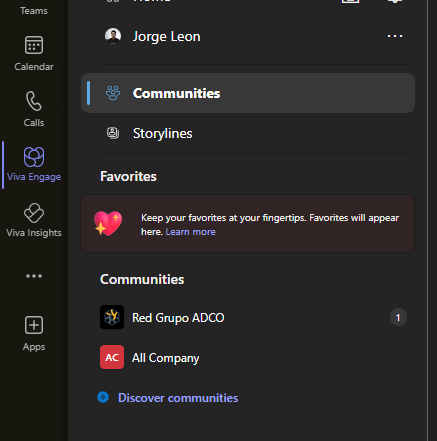 Teams
Home
Jorge Leon
Calendar
Communities
Calls
Storylines
Viva Engage
Favorites
Keep your favorites at your fingertips. Favorites will appear
here. Learn more
Viva Insights
Communities
Red Grupo ADCO 1
Apps
AC All Company
Discover communities